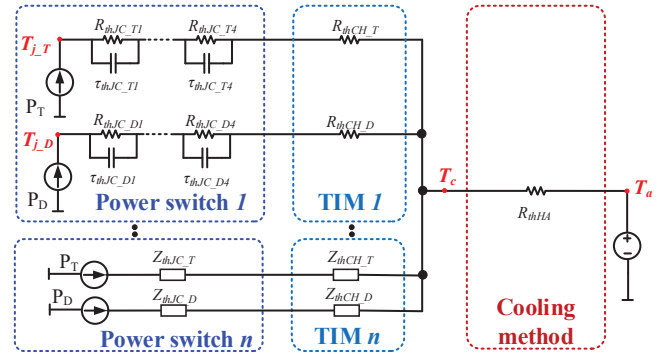 R_thJC_T1 R_thJC_T4 R_thCH_T
T_j_T
τ_thJC_T1 τ_thJC_T4
P_T
R_thJC_D1 R_thJC_D4 R_thCH_D
T_j_D
τ_thJC_D1 τ_thJC_D4
P_D
Power switch 1 TIM 1
T_c T_a
R_thHA
P_T Z_thJC_T Z_thCH_T
P_D Z_thJC_D Z_thCH_D
Power switch n TIM n
Cooling
method